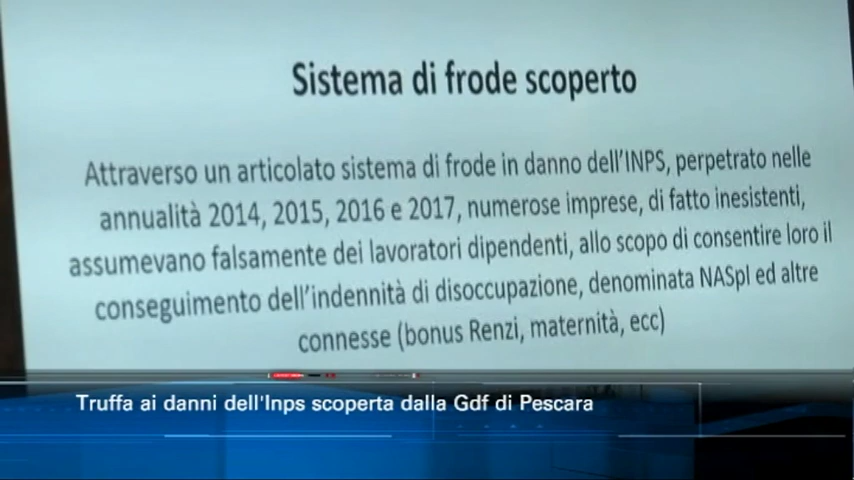 Sistema di frode scoperto
Attraverso un articolato sistema di frode in danno dell'INPS, perpetrato nelle
annualità 2014, 2015, 2016 e 2017, numerose imprese, di fatto inesistenti,
assumevano falsamente dei lavoratori dipendenti, allo scopo di consentire loro il
conseguimento dell'indennità di disoccupazione, denominata NASpI ed altre
connesse (bonus Renzi, maternità, ecc)
Truffa ai danni dell'Inps scoperta dalla Gdf di Pescara